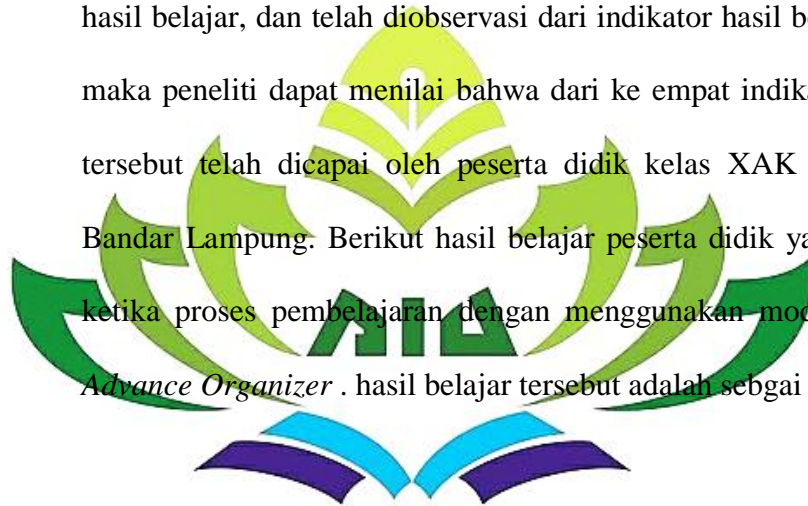 hasil belajar, dan telah diobservasi dari indikator hasil be
maka peneliti dapat menilai bahwa dari ke empat indika
tersebut telah dicapai oleh peserta didik kelas XAK
Bandar Lampung. Berikut hasil belajar peserta didik ya
ketika proses pembelajaran dengan menggunakan mod
Advance Organizer . hasil belajar tersebut adalah sebgai